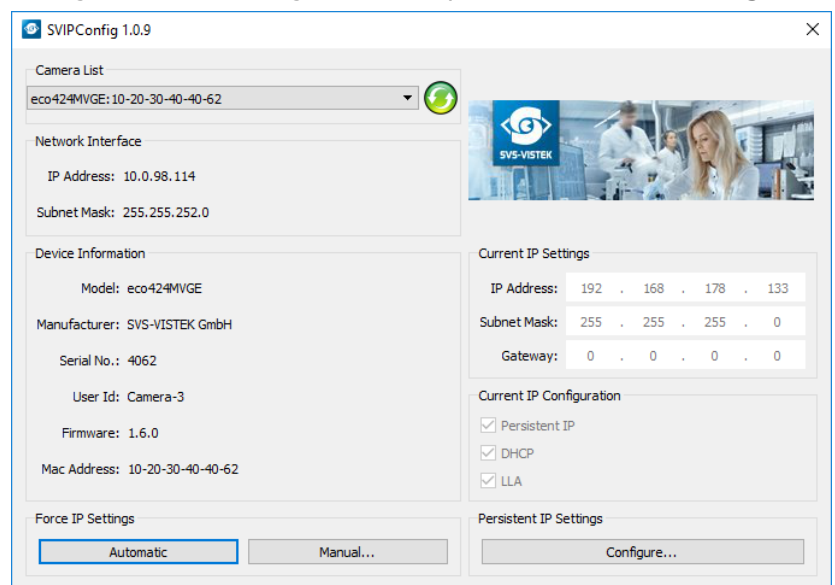 SVIPConfig 1.0.9
Camera List
eco424MVGE:10-20-30-40-40-62
SVS-VISTEK
Network Interface
IP Address: 10.0.98.114
Subnet Mask: 255.255.252.0
Device Information
Model: eco424MVGE
Manufacturer: SVS-VISTEK GmbH
Serial No.: 4062
User Id: Camera-3
Firmware: 1.6.0
Mac Address: 10-20-30-40-40-62
Current IP Settings
IP Address: 192 . 168 . 178 . 133
Subnet Mask: 255 . 255 . 255 . 0
Gateway: 0 . 0 . 0 . 0
Current IP Configuration
Persistent IP
DHCP
LLA
Force IP Settings
Automatic
Manual...
Persistent IP Settings
Configure...